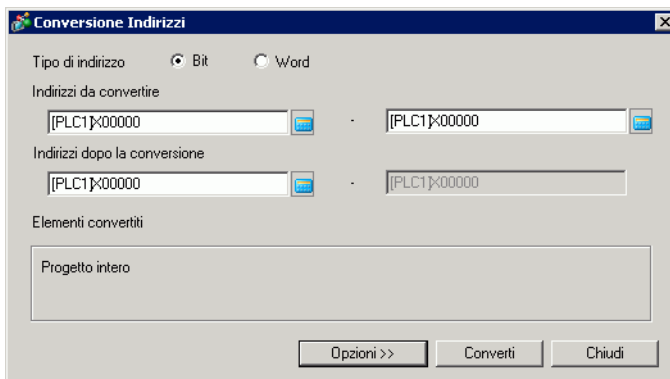 Conversione Indirizzi
Tipo di indirizzo Bit Word
Indirizzi da convertire
[PLC1]X00000 - [PLC1]X00000
Indirizzi dopo la conversione
[PLC1]X00000 - [PLC1]X00000
Elementi convertiti
Progetto intero
Opzioni >> Converti Chiudi